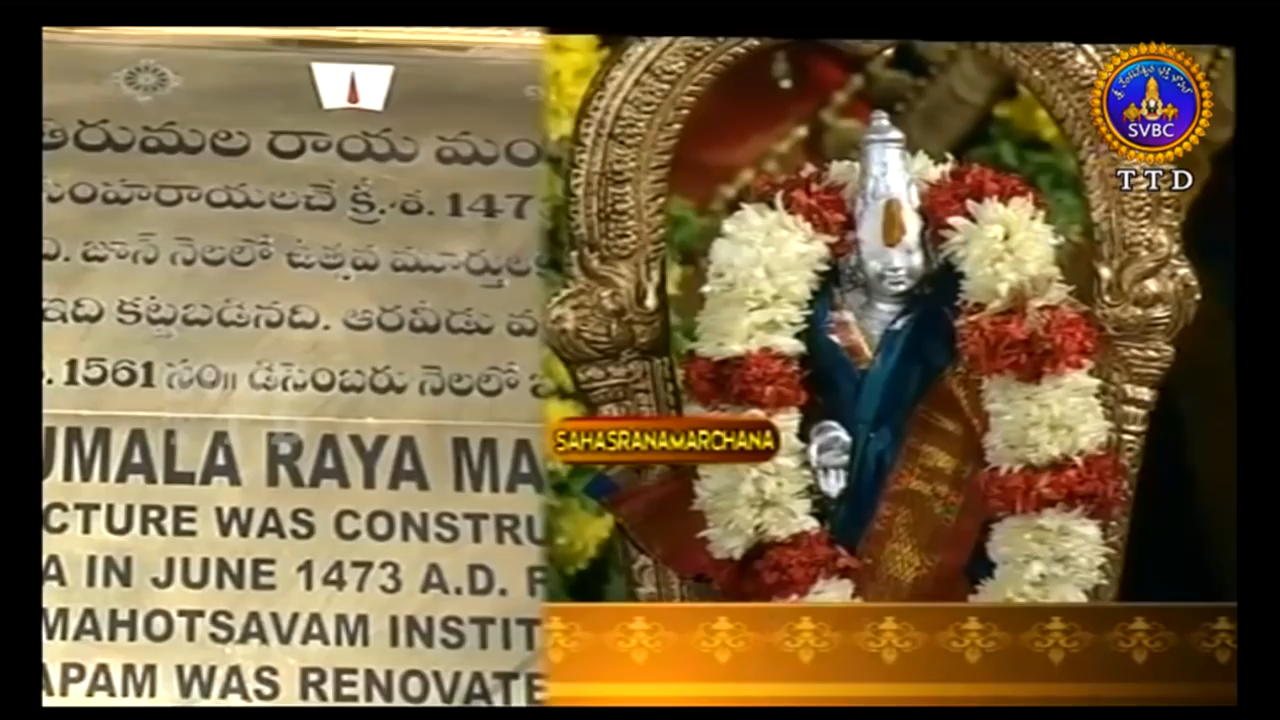 తిరుమల రాయ మం
సింహరాయలచే క్రీ.శ. 147
ది. జూన్ నెలలో ఉత్సవ మూర్తుల
ఇది కట్టబడినది. ఆరవీడు వ
. 1561 సం|| డిసెంబరు నెలలో
UMALA RAYA MA
CTURE WAS CONSTRU
A IN JUNE 1473 A.D. F
MAHOTSAVAM INSTIT
APAM WAS RENOVATE
SAHASRANAMARCHANA
SVBC
TTD